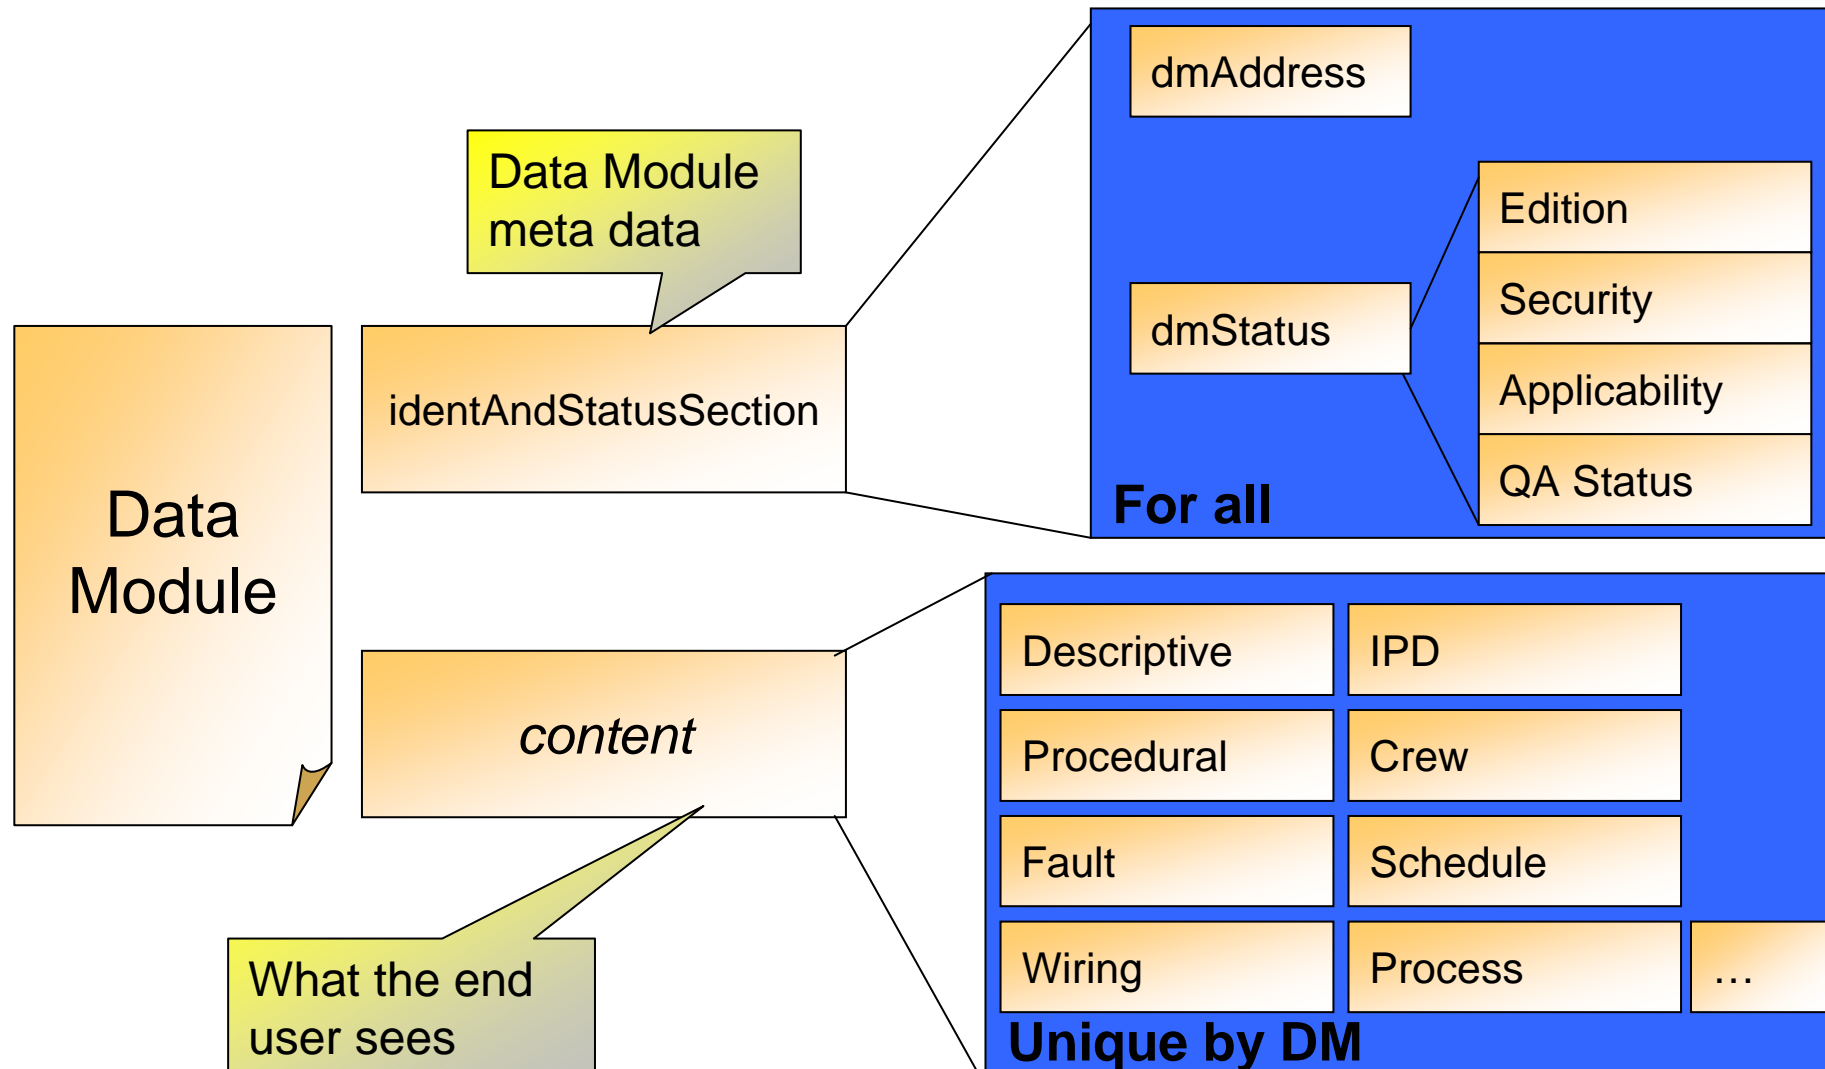 Data Module
meta data
Data
Module
identAndStatusSection
content
What the end
user sees
dmAddress
dmStatus
Edition
Security
Applicability
QA Status
For all
Descriptive
IPD
Procedural
Crew
Fault
Schedule
Wiring
Process
…
Unique by DM